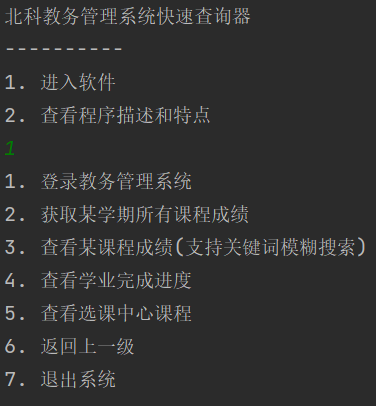 北科教务管理系统快速查询器
----------
1. 进入软件
2. 查看程序描述和特点
1
1. 登录教务管理系统
2. 获取某学期所有课程成绩
3. 查看某课程成绩(支持关键词模糊搜索)
4. 查看学业完成进度
5. 查看选课中心课程
6. 返回上一级
7. 退出系统